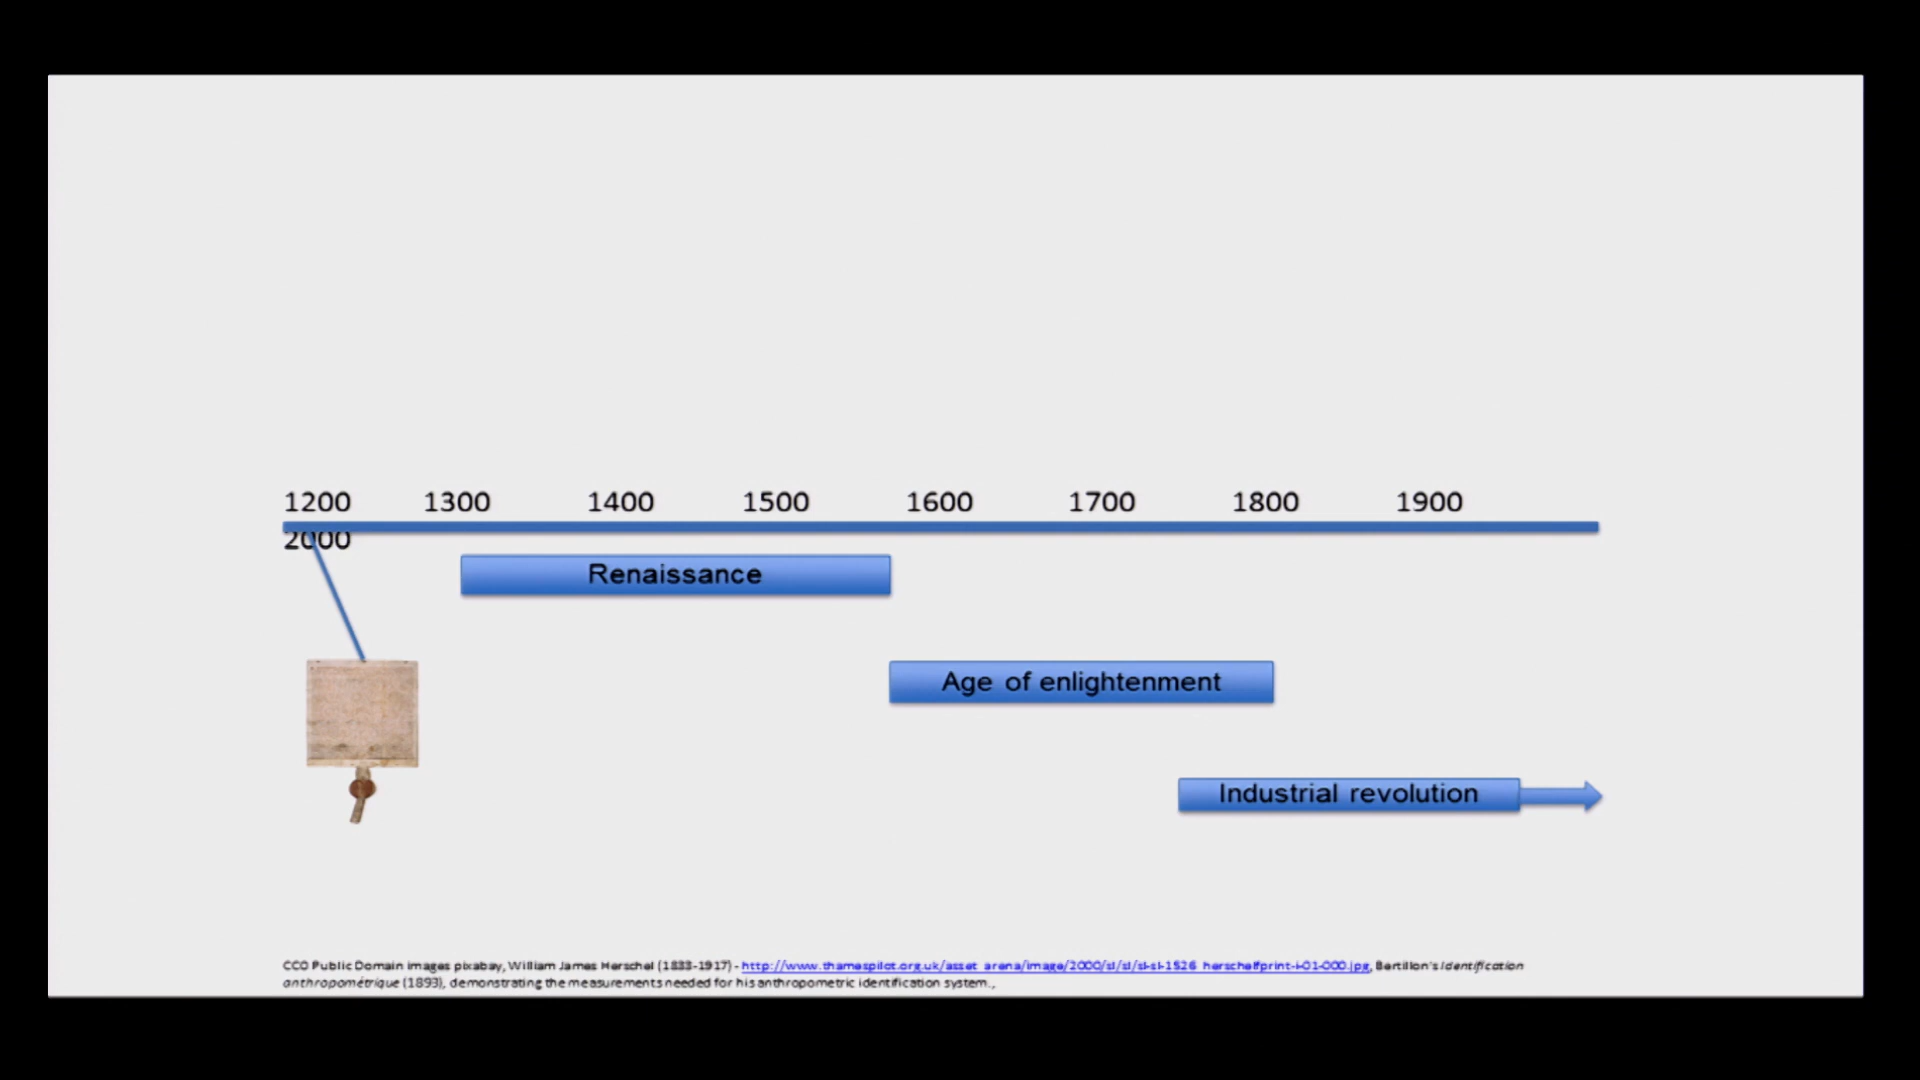 1200 1300 1400 1500 1600 1700 1800 1900
2000
Renaissance
Age of enlightenment
Industrial revolution
CC0 Public Domain images pixabay, William James Herschel (1833-1917) - http://www.thamespilot.org.uk/asset_arena/image/2000/sl/sl/sl-sl-1526_herschelfprint-i-01-000.jpg, Bertillon's Identification
anthropométrique (1893), demonstrating the measurements needed for his anthropometric identification system.,